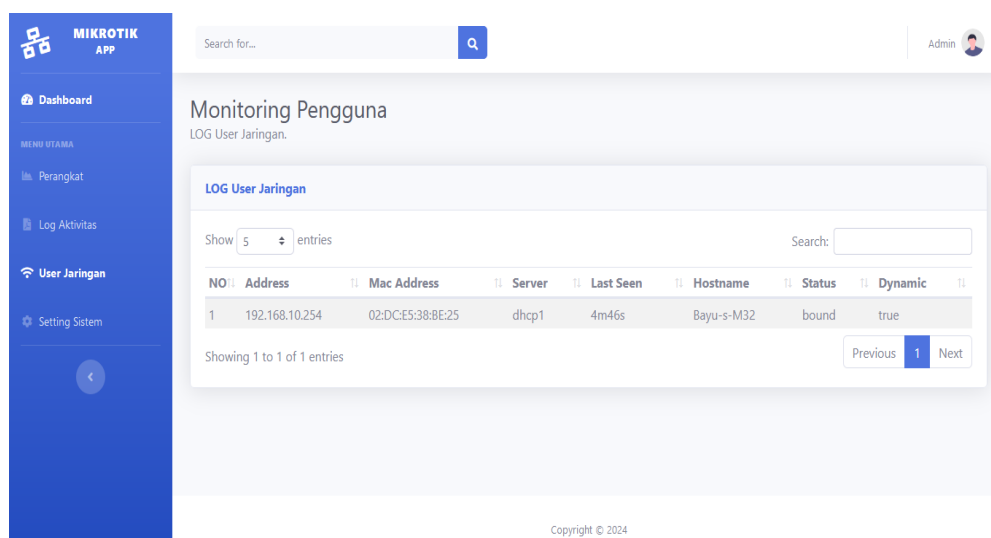 MIKROTIK
APP
Search for...
Admin
Dashboard
MENU UTAMA
Perangkat
Log Aktivitas
User Jaringan
Setting Sistem
Monitoring Pengguna
LOG User Jaringan.
LOG User Jaringan
Show 5 entries
Search:
NO Address Mac Address Server Last Seen Hostname Status Dynamic
1 192.168.10.254 02:DC:E5:38:BE:25 dhcp1 4m46s Bayu-s-M32 bound true
Showing 1 to 1 of 1 entries
Previous 1 Next
Copyright © 2024